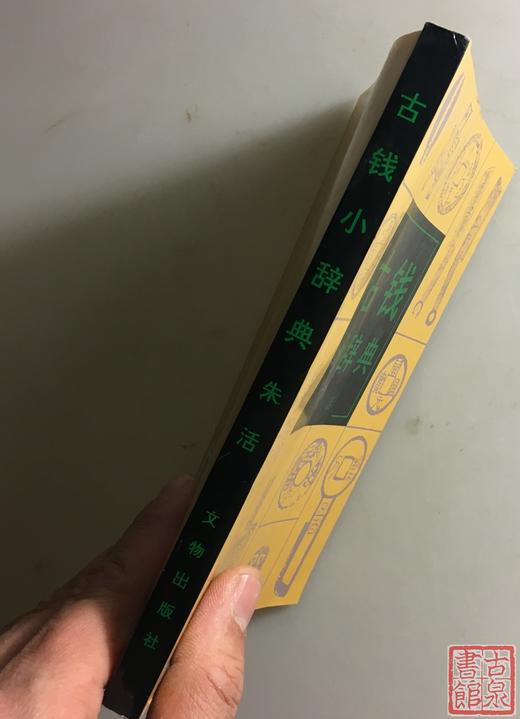 古钱小辞典 朱活 文物出版社
古钱
辞典
古泉
書館